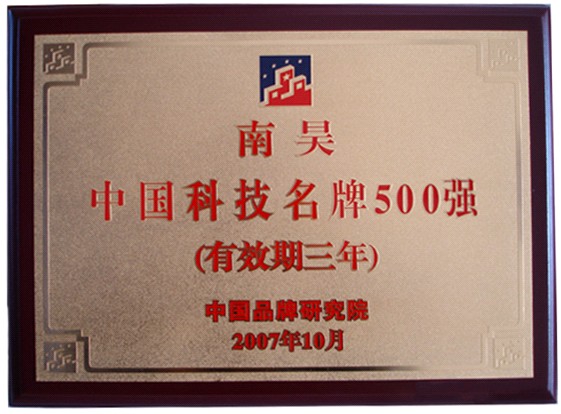 南昊
中国科技名牌500强
(有效期三年)
中国品牌研究院
2007年10月